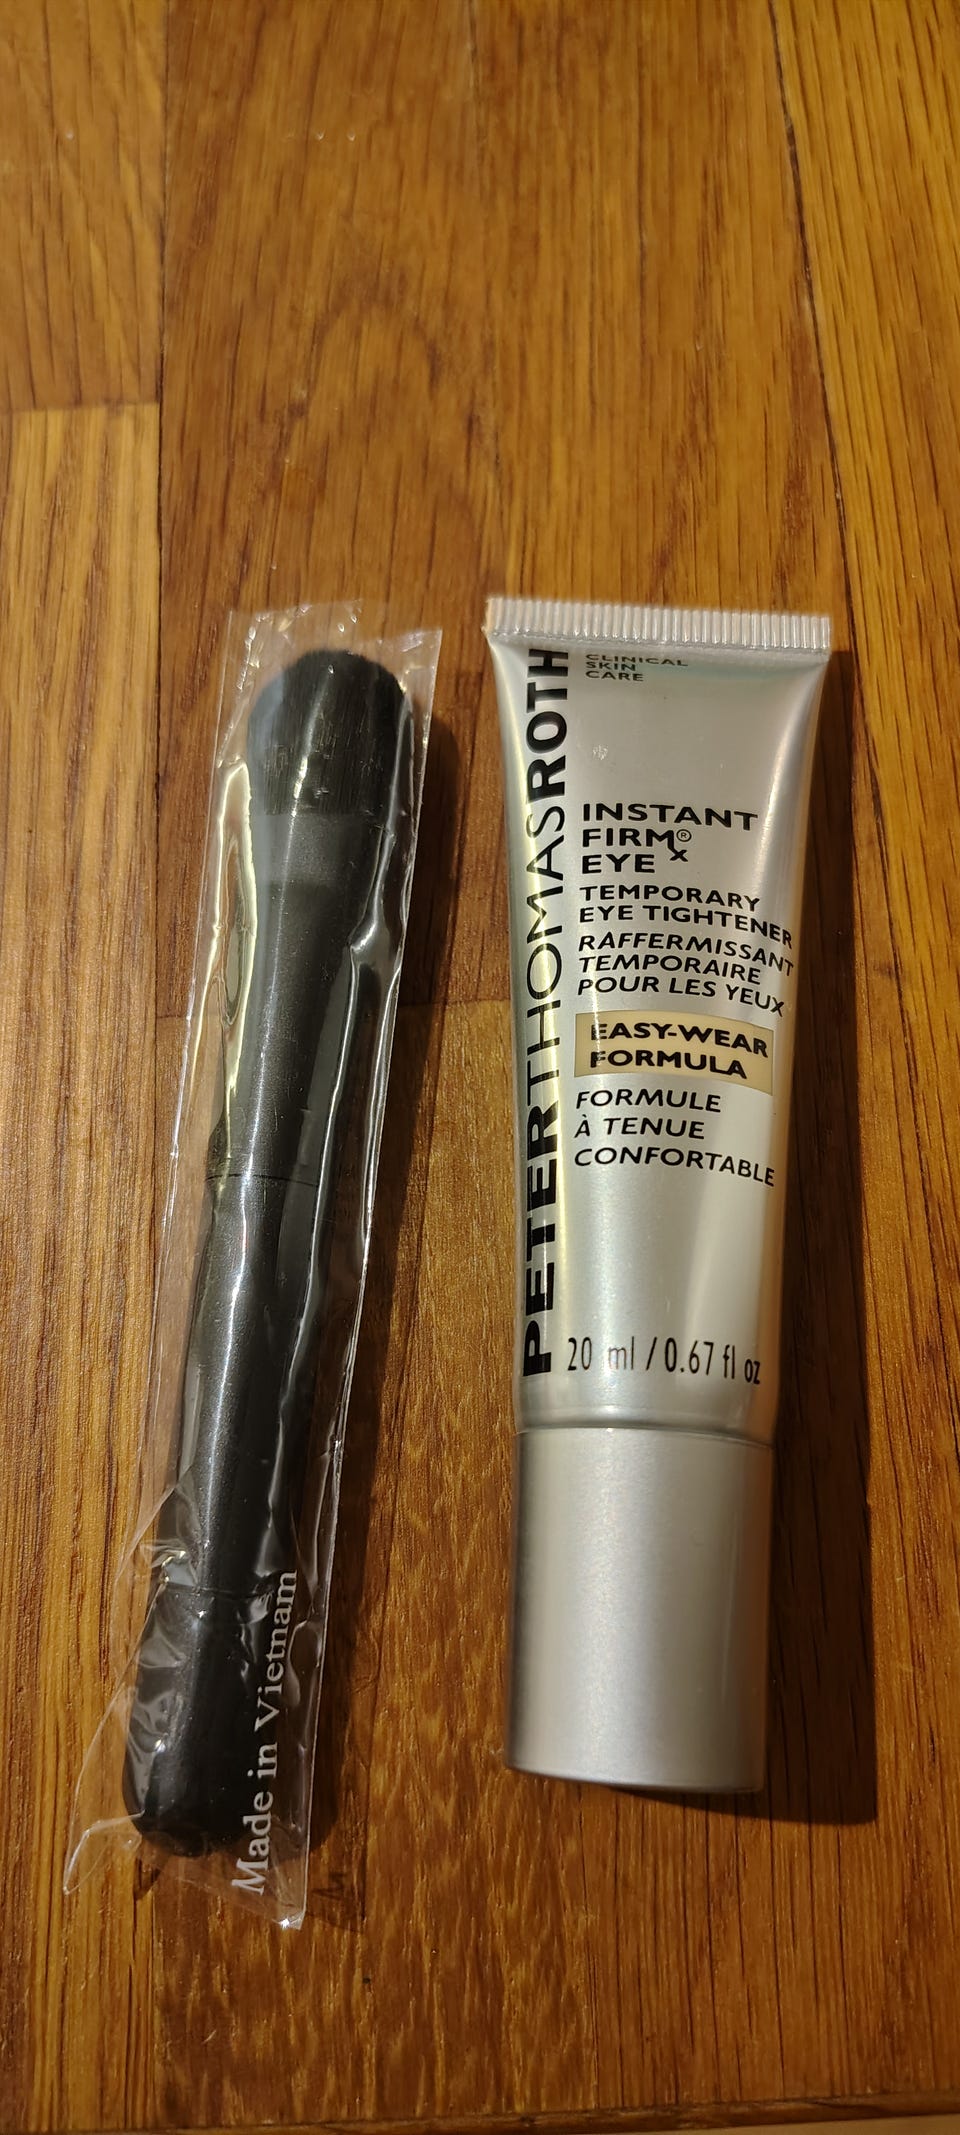 Made in Vietnam
PETERTHOMASROTH
CLINICAL
SKIN
CARE
INSTANT
FIRMx®
EYE
TEMPORARY
EYE TIGHTENER
RAFFERMISSANT
TEMPORAIRE
POUR LES YEUX
EASY-WEAR
FORMULA
FORMULE
À TENUE
CONFORTABLE
20 ml / 0.67 fl oz